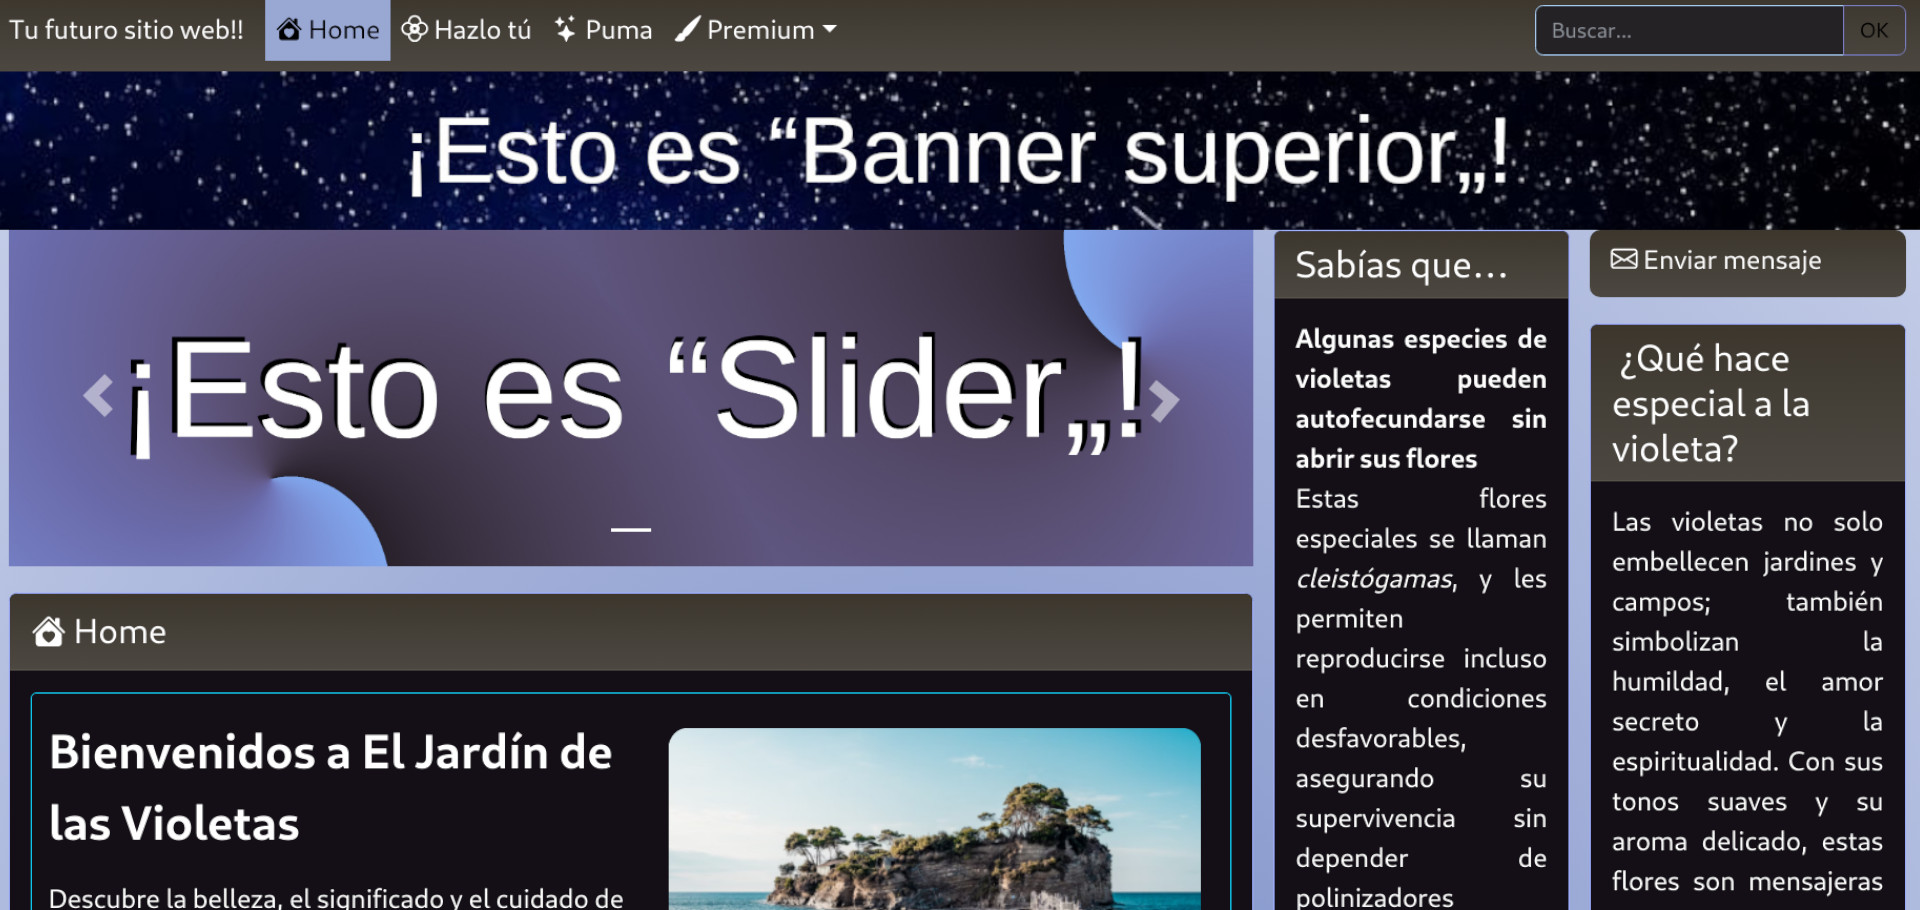 Tu futuro sitio web!!
Home
Hazlo tú
Puma
Premium
Buscar...
OK
¡Esto es “Banner superior„!
¡Esto es “Slider„!
Home
Bienvenidos a El Jardín de
las Violetas
Descubre la belleza, el significado y el cuidado de
Sabías que...
Algunas especies de
violetas pueden
autofecundarse sin
abrir sus flores
Estas flores
especiales se llaman
cleistógamas, y les
permiten
reproducirse incluso
en condiciones
desfavorables,
asegurando su
supervivencia sin
depender de
polinizadores
Enviar mensaje
¿Qué hace
especial a la
violeta?
Las violetas no solo
embellecen jardines y
campos; también
simbolizan la
humildad, el amor
secreto y la
espiritualidad. Con sus
tonos suaves y su
aroma delicado, estas
flores son mensajeras